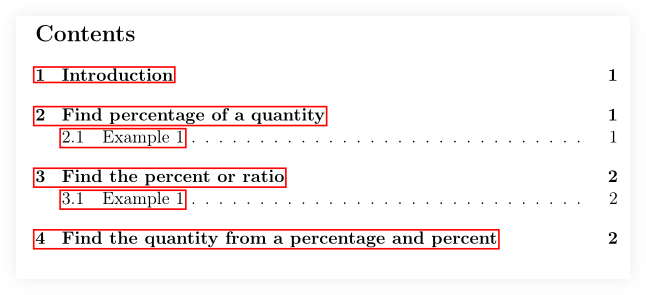 Contents
1 Introduction 1
2 Find percentage of a quantity 1
2.1 Example 1 . . . . . . . . . . . . . . . . . . . . . . . . . . . . . 1
3 Find the percent or ratio 2
3.1 Example 1 . . . . . . . . . . . . . . . . . . . . . . . . . . . . . 2
4 Find the quantity from a percentage and percent 2